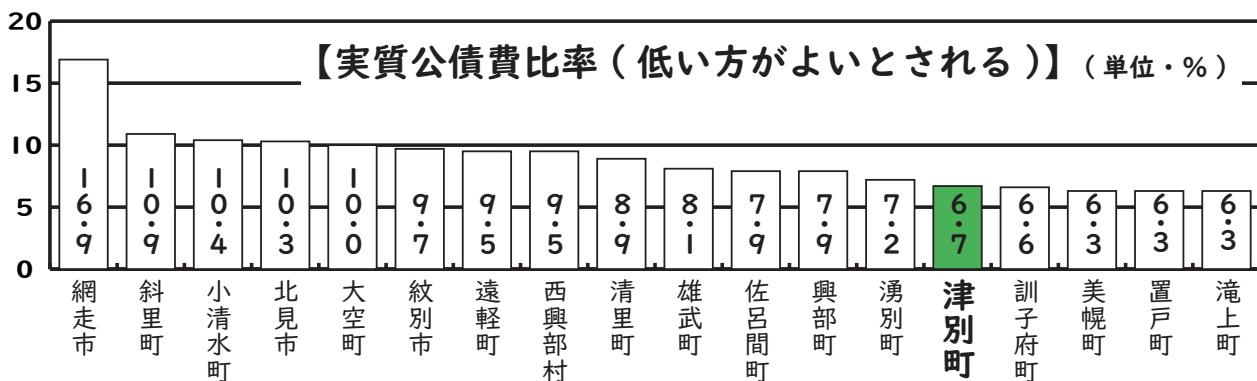 【実質公債費比率(低い方がよいとされる)】(単位・%)
20
15
10
5
0
16・9
10・9
10・4
10・3
10・0
9・7
9・5
9・5
8・9
8・1
7・9
7・9
7・2
6・7
6・6
6・3
6・3
6・3
網走市
斜里町
小清水町
北見市
大空町
紋別市
遠軽町
西興部村
清里町
雄武町
佐呂間町
興部町
湧別町
津別町
訓子府町
美幌町
置戸町
滝上町